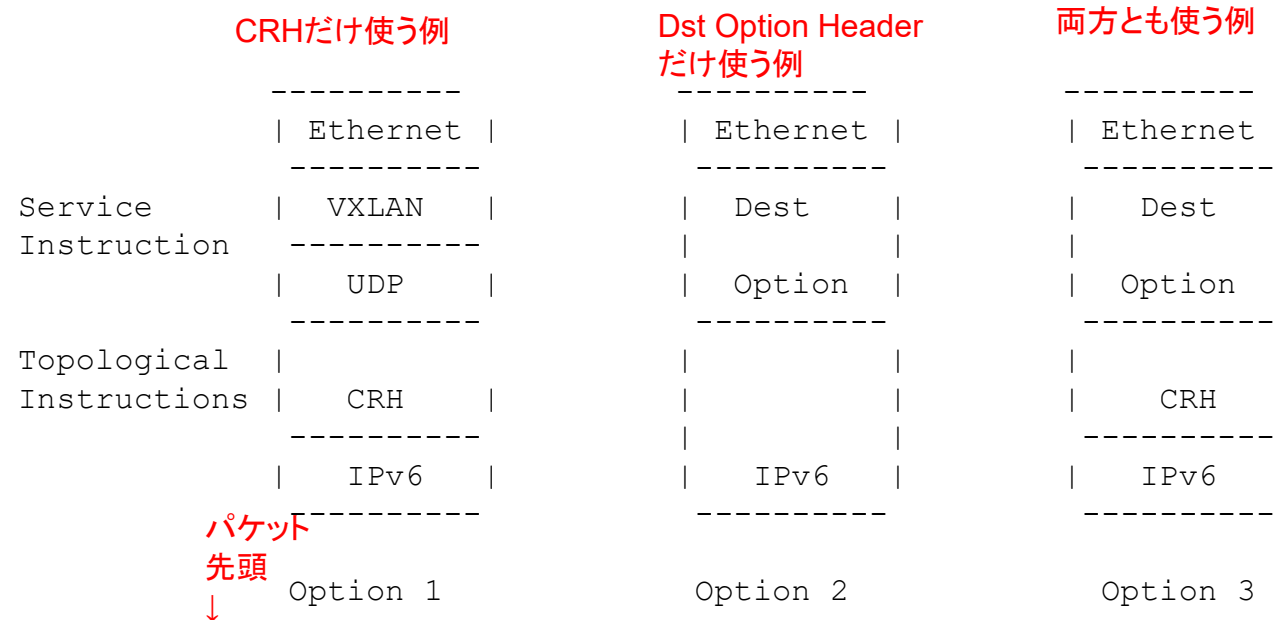 CRHだけ使う例 Dst Option Header 両方とも使う例
だけ使う例
---------- ---------- ----------
| Ethernet | | Ethernet | | Ethernet
---------- ---------- ----------
Service | VXLAN | | Dest | | Dest
Instruction ---------- | | |
| UDP | | Option | | Option
---------- ---------- ----------
Topological | | | |
Instructions | CRH | | | | CRH
---------- | | ----------
| IPv6 | | IPv6 | | IPv6
---------- ---------- ----------
パケット
先頭
↓ Option 1 Option 2 Option 3